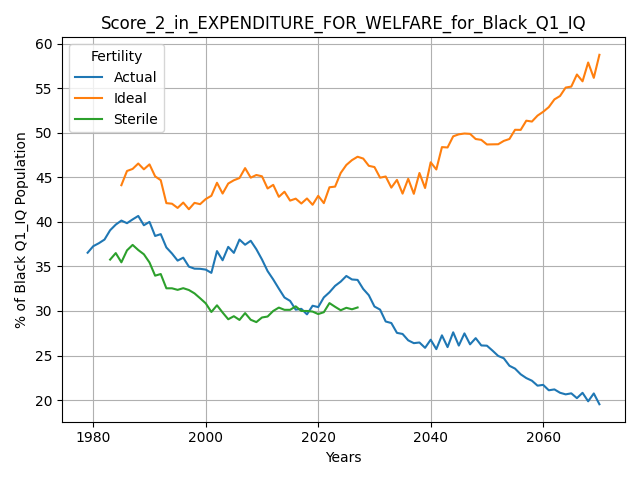 Score_2_in_EXPENDITURE_FOR_WELFARE_for_Black_Q1_IQ
Fertility
Actual
Ideal
Sterile
% of Black Q1_IQ Population
60
55
50
45
40
35
30
25
20
1980
2000
2020
2040
2060
Years